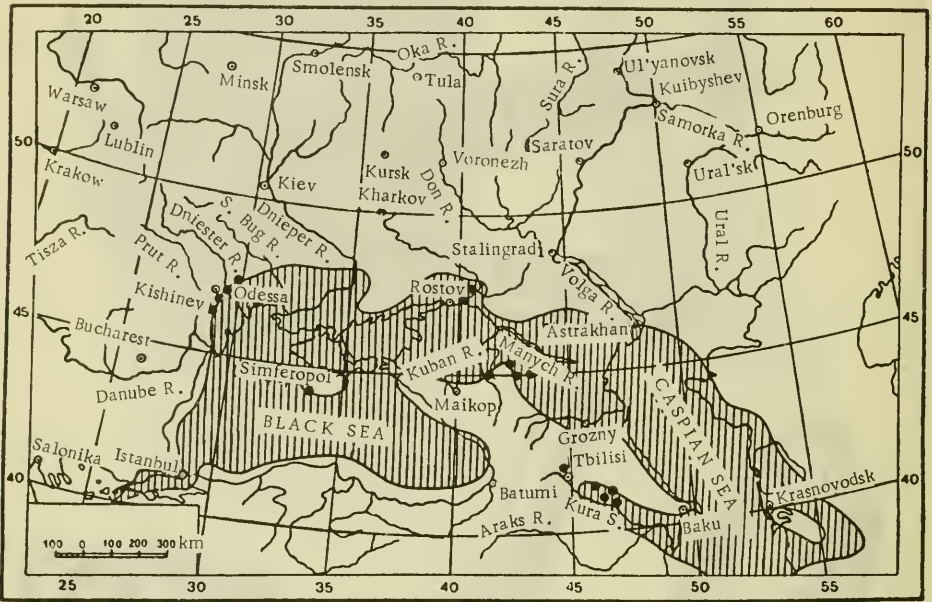 20 25 30 35 40 45 50 55 60
Oka R.
Smolensk
Minsk
Tula
Sura R.
Ul'yanovsk
Kuibyshev
Warsaw
Samorka R.
Orenburg
Lublin
50
Krakow
Kiev
Kursk
Kharkov
Voronezh
Don R.
Saratov
Ural'sk
50
Tisza R.
Prut R.
Dniester R.
S. Bug R.
Dnieper R.
Stalingrad
Volga R.
Ural R.
Kishinev
Odessa
Rostov
Astrakhan
45
Bucharest
Danube R.
Simferopol
Kuban R.
Manych R.
45
Maikop
BLACK SEA
CASPIAN SEA
Grozny
Tbilisi
Salonika
Istanbul
40
Batumi
Kura S.
Araks R.
Baku
Krasnovodsk
40
100 0 100 200 300 km
25 30 35 40 45 50 55